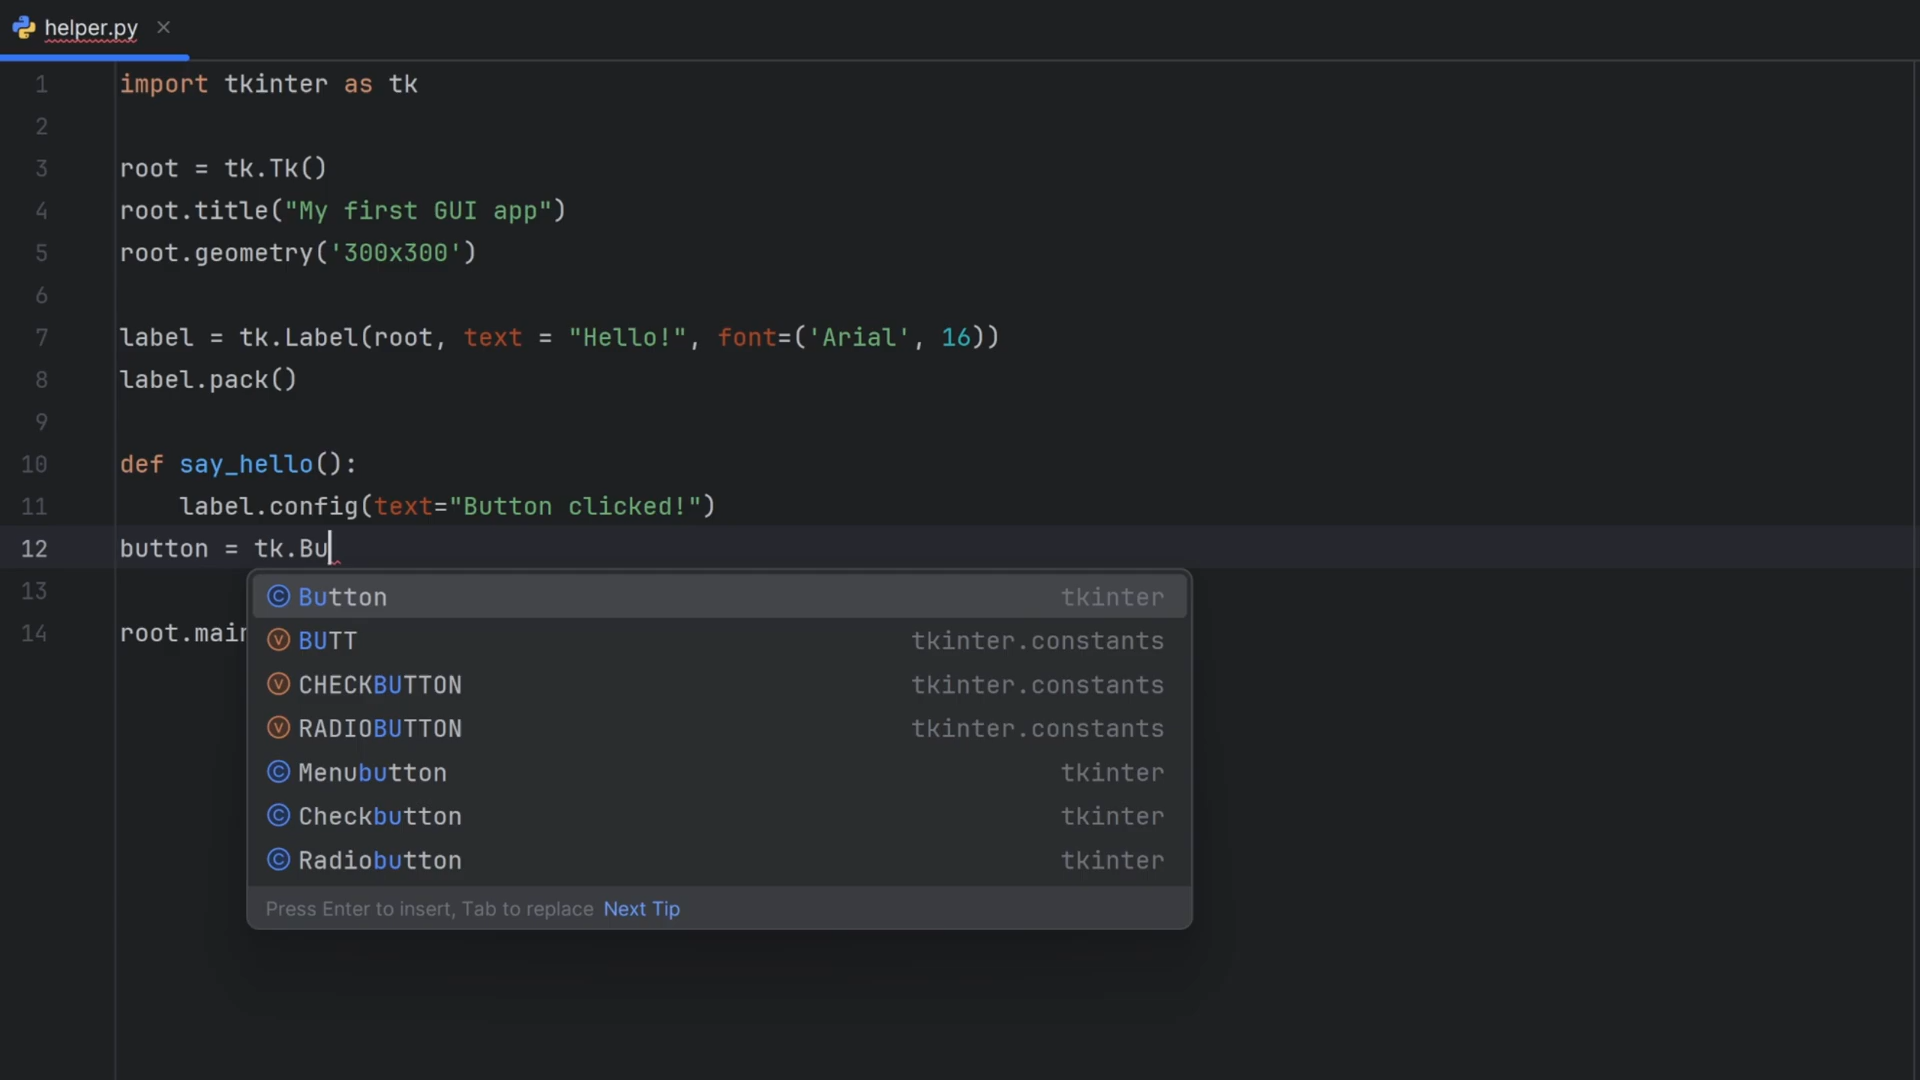 helper.py
1 import tkinter as tk
2
3 root = tk.Tk()
4 root.title("My first GUI app")
5 root.geometry('300x300')
6
7 label = tk.Label(root, text = "Hello!", font=('Arial', 16))
8 label.pack()
9
10 def say_hello():
11     label.config(text="Button clicked!")
12 button = tk.Bu
13
14 root.main
Button tkinter
BUTT tkinter.constants
CHECKBUTTON tkinter.constants
RADIOBUTTON tkinter.constants
Menubutton tkinter
Checkbutton tkinter
Radiobutton tkinter
Press Enter to insert, Tab to replace Next Tip